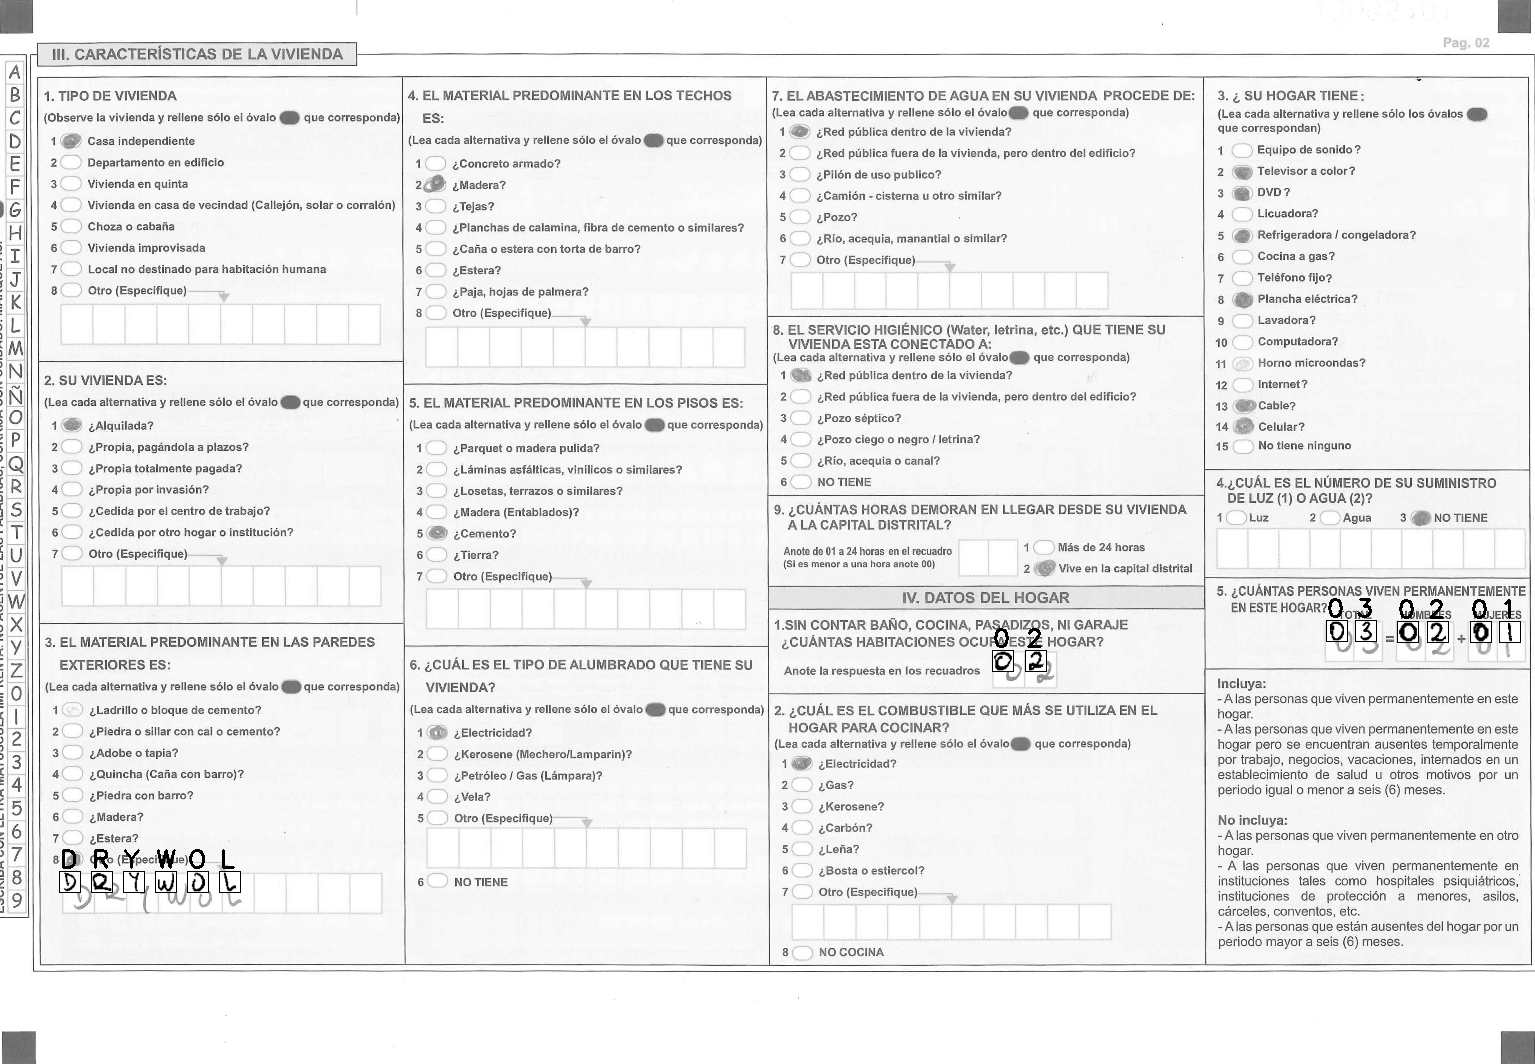 Pag. 02
III. CARACTERÍSTICAS DE LA VIVIENDA
A
B
C
D
E
F
G
H
I
J
K
L
M
N
Ñ
O
P
Q
R
S
T
U
V
W
X
Y
Z
0
1
2
3
4
5
6
7
8
9
1. TIPO DE VIVIENDA
(Observe la vivienda y rellene sólo el óvalo que corresponda)
1 Casa independiente
2 Departamento en edificio
3 Vivienda en quinta
4 Vivienda en casa de vecindad (Callejón, solar o corralón)
5 Choza o cabaña
6 Vivienda improvisada
7 Local no destinado para habitación humana
8 Otro (Especifique)
2. SU VIVIENDA ES:
(Lea cada alternativa y rellene sólo el óvalo que corresponda)
1 ¿Alquilada?
2 ¿Propia, pagándola a plazos?
3 ¿Propia totalmente pagada?
4 ¿Propia por invasión?
5 ¿Cedida por el centro de trabajo?
6 ¿Cedida por otro hogar o institución?
7 Otro (Especifique)
3. EL MATERIAL PREDOMINANTE EN LAS PAREDES
EXTERIORES ES:
(Lea cada alternativa y rellene sólo el óvalo que corresponda)
1 ¿Ladrillo o bloque de cemento?
2 ¿Piedra o sillar con cal o cemento?
3 ¿Adobe o tapia?
4 ¿Quincha (Caña con barro)?
5 ¿Piedra con barro?
6 ¿Madera?
7 ¿Estera?
8 Otro (Especifique)
D R Y W O L
D R Y W O L
4. EL MATERIAL PREDOMINANTE EN LOS TECHOS
ES:
(Lea cada alternativa y rellene sólo el óvalo que corresponda)
1 ¿Concreto armado?
2 ¿Madera?
3 ¿Tejas?
4 ¿Planchas de calamina, fibra de cemento o similares?
5 ¿Caña o estera con torta de barro?
6 ¿Estera?
7 ¿Paja, hojas de palmera?
8 Otro (Especifique)
5. EL MATERIAL PREDOMINANTE EN LOS PISOS ES:
(Lea cada alternativa y rellene sólo el óvalo que corresponda)
1 ¿Parquet o madera pulida?
2 ¿Láminas asfálticas, vinílicos o similares?
3 ¿Losetas, terrazos o similares?
4 ¿Madera (Entablados)?
5 ¿Cemento?
6 ¿Tierra?
7 Otro (Especifique)
6. ¿CUÁL ES EL TIPO DE ALUMBRADO QUE TIENE SU
VIVIENDA?
(Lea cada alternativa y rellene sólo el óvalo que corresponda)
1 ¿Electricidad?
2 ¿Kerosene (Mechero/Lamparin)?
3 ¿Petróleo / Gas (Lámpara)?
4 ¿Vela?
5 Otro (Especifique)
6 NO TIENE
7. EL ABASTECIMIENTO DE AGUA EN SU VIVIENDA PROCEDE DE:
(Lea cada alternativa y rellene sólo el óvalo que corresponda)
1 ¿Red pública dentro de la vivienda?
2 ¿Red pública fuera de la vivienda, pero dentro del edificio?
3 ¿Pilón de uso publico?
4 ¿Camión - cisterna u otro similar?
5 ¿Pozo?
6 ¿Río, acequia, manantial o similar?
7 Otro (Especifique)
8. EL SERVICIO HIGIÉNICO (Water, letrina, etc.) QUE TIENE SU
VIVIENDA ESTA CONECTADO A:
(Lea cada alternativa y rellene sólo el óvalo que corresponda)
1 ¿Red pública dentro de la vivienda?
2 ¿Red pública fuera de la vivienda, pero dentro del edificio?
3 ¿Pozo séptico?
4 ¿Pozo ciego o negro / letrina?
5 ¿Río, acequia o canal?
6 NO TIENE
9. ¿CUÁNTAS HORAS DEMORAN EN LLEGAR DESDE SU VIVIENDA
A LA CAPITAL DISTRITAL?
Anote de 01 a 24 horas en el recuadro
(Si es menor a una hora anote 00)
1 Más de 24 horas
2 Vive en la capital distrital
IV. DATOS DEL HOGAR
1.SIN CONTAR BAÑO, COCINA, PASADIZOS, NI GARAJE
¿CUÁNTAS HABITACIONES OCUPA ESTE HOGAR?
0 2
Anote la respuesta en los recuadros
0 2
2. ¿CUÁL ES EL COMBUSTIBLE QUE MÁS SE UTILIZA EN EL
HOGAR PARA COCINAR?
(Lea cada alternativa y rellene sólo el óvalo que corresponda)
1 ¿Electricidad?
2 ¿Gas?
3 ¿Kerosene?
4 ¿Carbón?
5 ¿Leña?
6 ¿Bosta o estiercol?
7 Otro (Especifique)
8 NO COCINA
3. ¿ SU HOGAR TIENE:
(Lea cada alternativa y rellene sólo los óvalos
que correspondan)
1 Equipo de sonido?
2 Televisor a color?
3 DVD?
4 Licuadora?
5 Refrigeradora / congeladora?
6 Cocina a gas?
7 Teléfono fijo?
8 Plancha eléctrica?
9 Lavadora?
10 Computadora?
11 Horno microondas?
12 Internet?
13 Cable?
14 Celular?
15 No tiene ninguno
4.¿CUÁL ES EL NÚMERO DE SU SUMINISTRO
DE LUZ (1) O AGUA (2)?
1 Luz 2 Agua 3 NO TIENE
5. ¿CUÁNTAS PERSONAS VIVEN PERMANENTEMENTE
EN ESTE HOGAR?
0 3 0 2 0 1
TOTAL HOMBRES MUJERES
0 3 = 0 2 + 0 1
Incluya:
- A las personas que viven permanentemente en este
hogar.
- A las personas que viven permanentemente en este
hogar pero se encuentran ausentes temporalmente
por trabajo, negocios, vacaciones, internados en un
establecimiento de salud u otros motivos por un
periodo igual o menor a seis (6) meses.
No incluya:
- A las personas que viven permanentemente en otro
hogar.
- A las personas que viven permanentemente en
instituciones tales como hospitales psiquiátricos,
instituciones de protección a menores, asilos,
cárceles, conventos, etc.
- A las personas que están ausentes del hogar por un
periodo mayor a seis (6) meses.